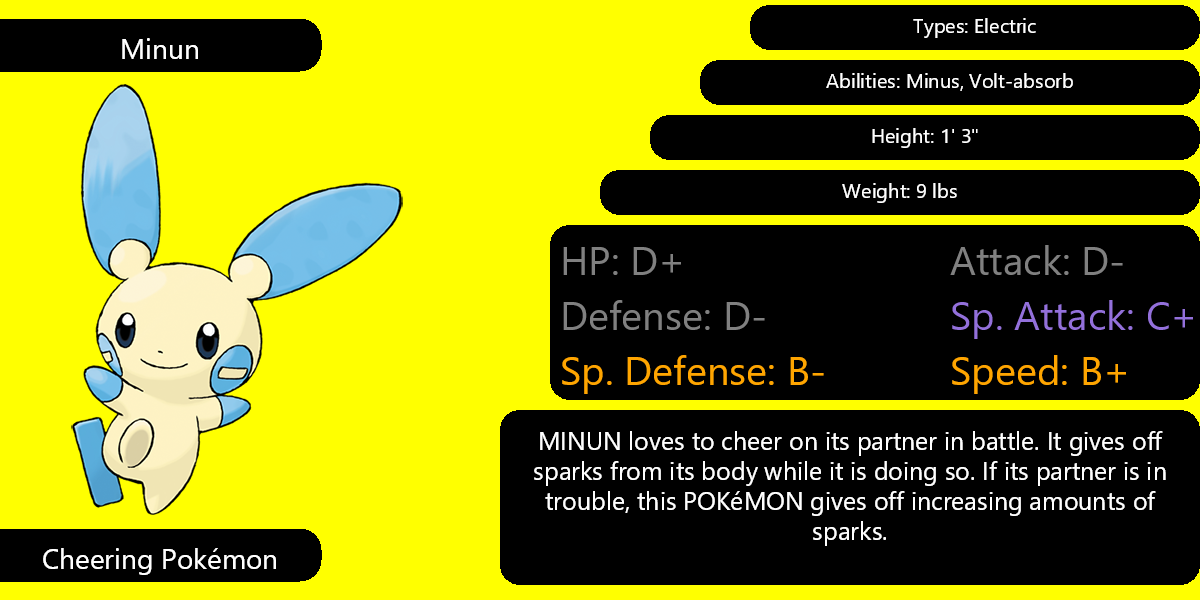 Minun
Types: Electric
Abilities: Minus, Volt-absorb
Height: 1' 3"
Weight: 9 lbs
HP: D+
Attack: D-
Defense: D-
Sp. Attack: C+
Sp. Defense: B-
Speed: B+
MINUN loves to cheer on its partner in battle. It gives off
sparks from its body while it is doing so. If its partner is in
trouble, this POKéMON gives off increasing amounts of
sparks.
Cheering Pokémon